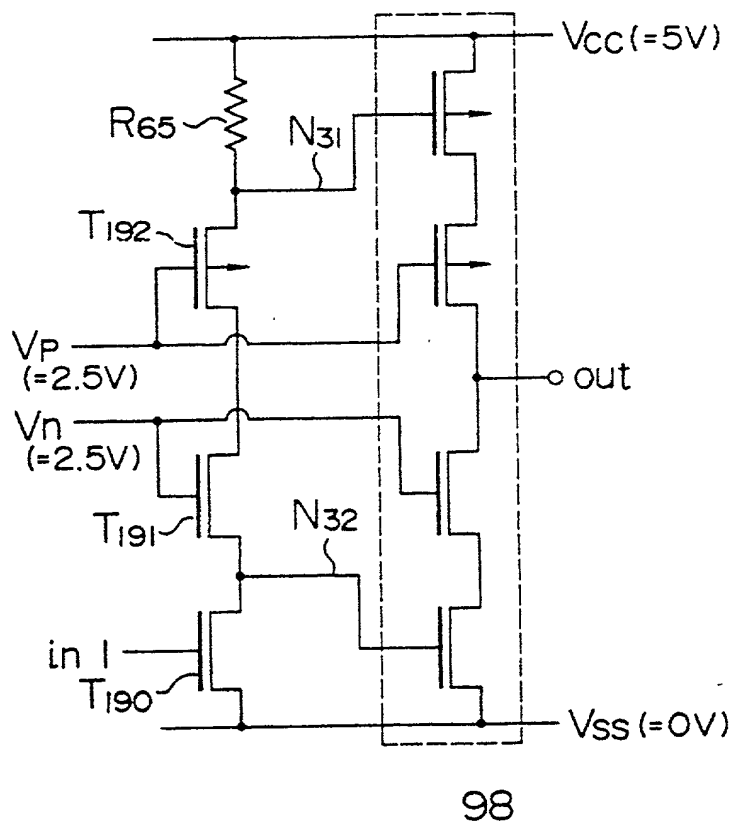 VCC (=5V)
R65
N31
T192
VP
(=2.5V)
out
Vn
(=2.5V)
N32
T191
in 1
T190
VSS (=0V)
98